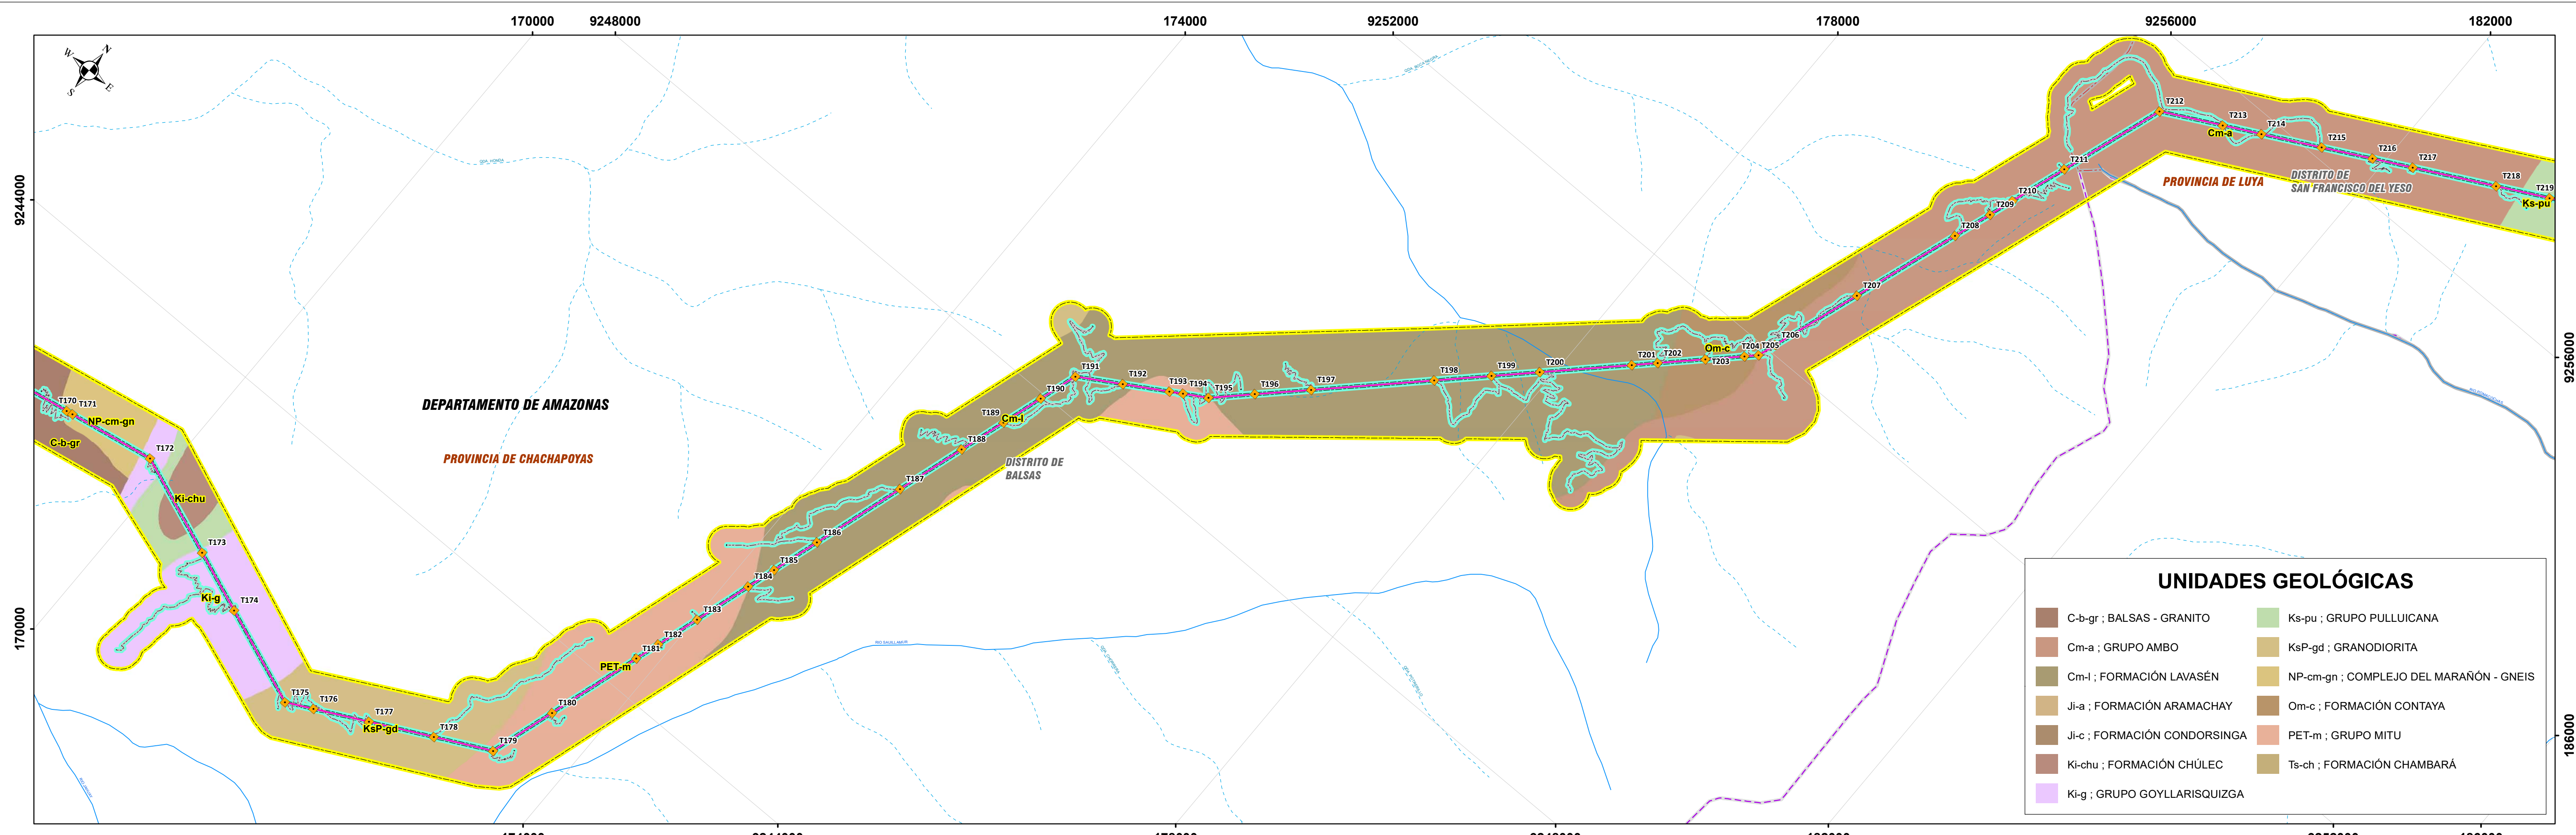 170000
9248000
174000
9252000
178000
9256000
182000
N
W
E
S
9244000
170000
9256000
186000
T170
T171
NP-cm-gn
C-b-gr
T172
Ki-chu
T173
Ki-g
T174
T175
T176
T177
KsP-gd
T178
T179
T180
PET-m
T181
T182
T183
T184
T185
T186
T187
T188
T189
Cm-l
T190
T191
T192
T193
T194
T195
T196
T197
T198
T199
T200
T201
T202
Om-c
T203
T204
T205
T206
T207
T208
T209
T210
T211
T212
T213
Cm-a
T214
T215
T216
T217
T218
T219
Ks-pu
DEPARTAMENTO DE AMAZONAS
PROVINCIA DE CHACHAPOYAS
DISTRITO DE
BALSAS
PROVINCIA DE LUYA
DISTRITO DE
SAN FRANCISCO DEL YESO
UNIDADES GEOLÓGICAS
C-b-gr ; BALSAS - GRANITO
Cm-a ; GRUPO AMBO
Cm-l ; FORMACIÓN LAVASÉN
Ji-a ; FORMACIÓN ARAMACHAY
Ji-c ; FORMACIÓN CONDORSINGA
Ki-chu ; FORMACIÓN CHÚLEC
Ki-g ; GRUPO GOYLLARISQUIZGA
Ks-pu ; GRUPO PULLUICANA
KsP-gd ; GRANODIORITA
NP-cm-gn ; COMPLEJO DEL MARAÑÓN - GNEIS
Om-c ; FORMACIÓN CONTAYA
PET-m ; GRUPO MITU
Ts-ch ; FORMACIÓN CHAMBARÁ